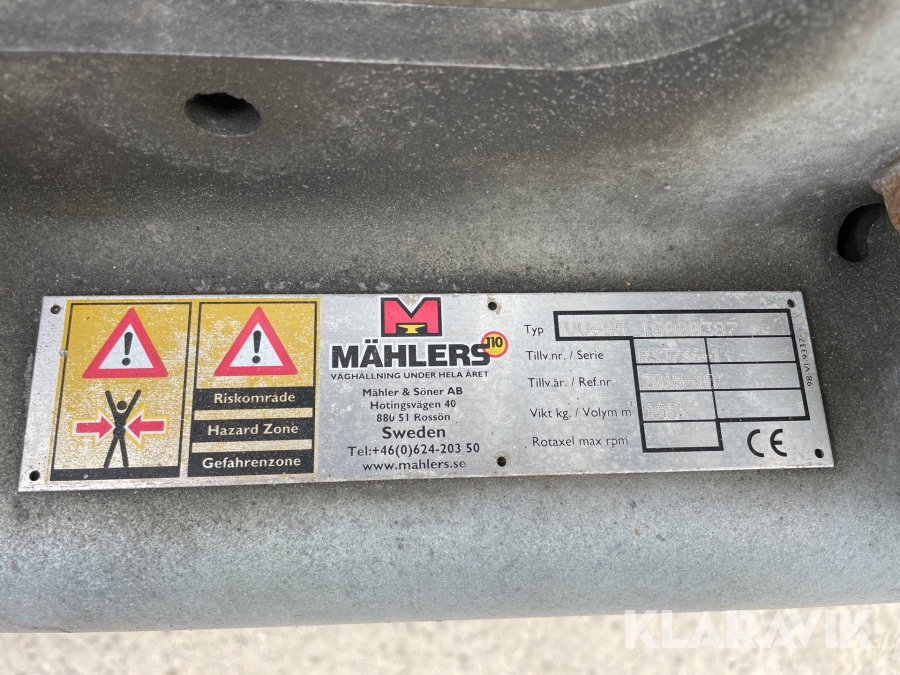 Riskområde
Hazard Zone
Gefahrenzone
M
MÄHLERS
J10
VÄGHÅLLNING UNDER HELA ÅRET
Mähler & Söner AB
Hotingsvägen 40
880 51 Rossön
Sweden
Tel:+46(0)624-203 50
www.mahlers.se
Typ
Tillv.nr. / Serie
Tillv.år. / Ref.nr.
Vikt kg. / Volym m
Rotaxel max rpm
CE
KLARAVIK